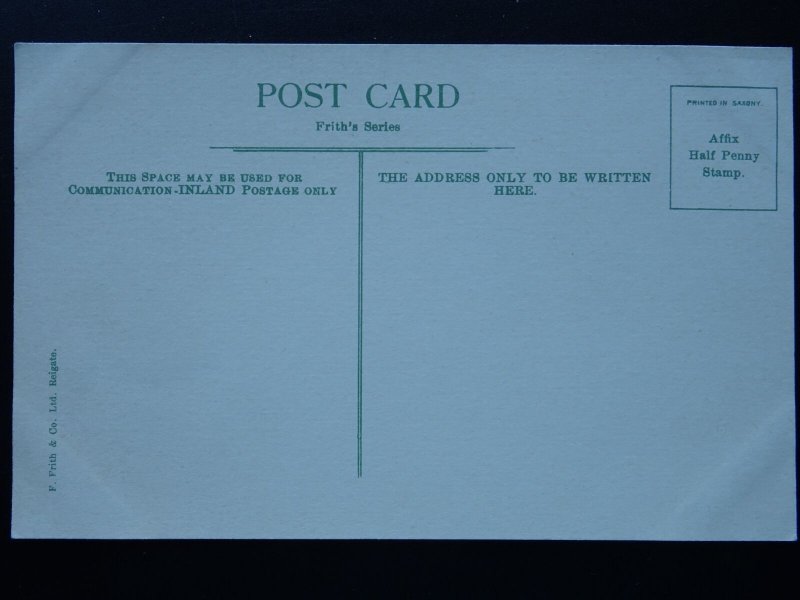 POST CARD
Frith's Series
PRINTED IN SAXONY.
Affix
Half Penny
Stamp.
THIS SPACE MAY BE USED FOR
COMMUNICATION-INLAND POSTAGE ONLY
THE ADDRESS ONLY TO BE WRITTEN
HERE.
F. Frith & Co. Ltd. Reigate.